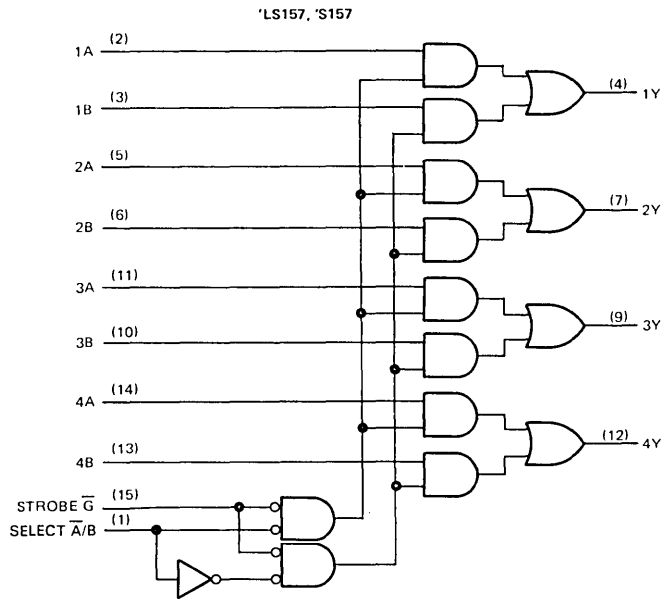 'LS157, 'S157
1A (2)
1B (3)
(4) 1Y
2A (5)
2B (6)
(7) 2Y
3A (11)
3B (10)
(9) 3Y
4A (14)
4B (13)
(12) 4Y
STROBE G̅ (15)
SELECT A̅/B (1)